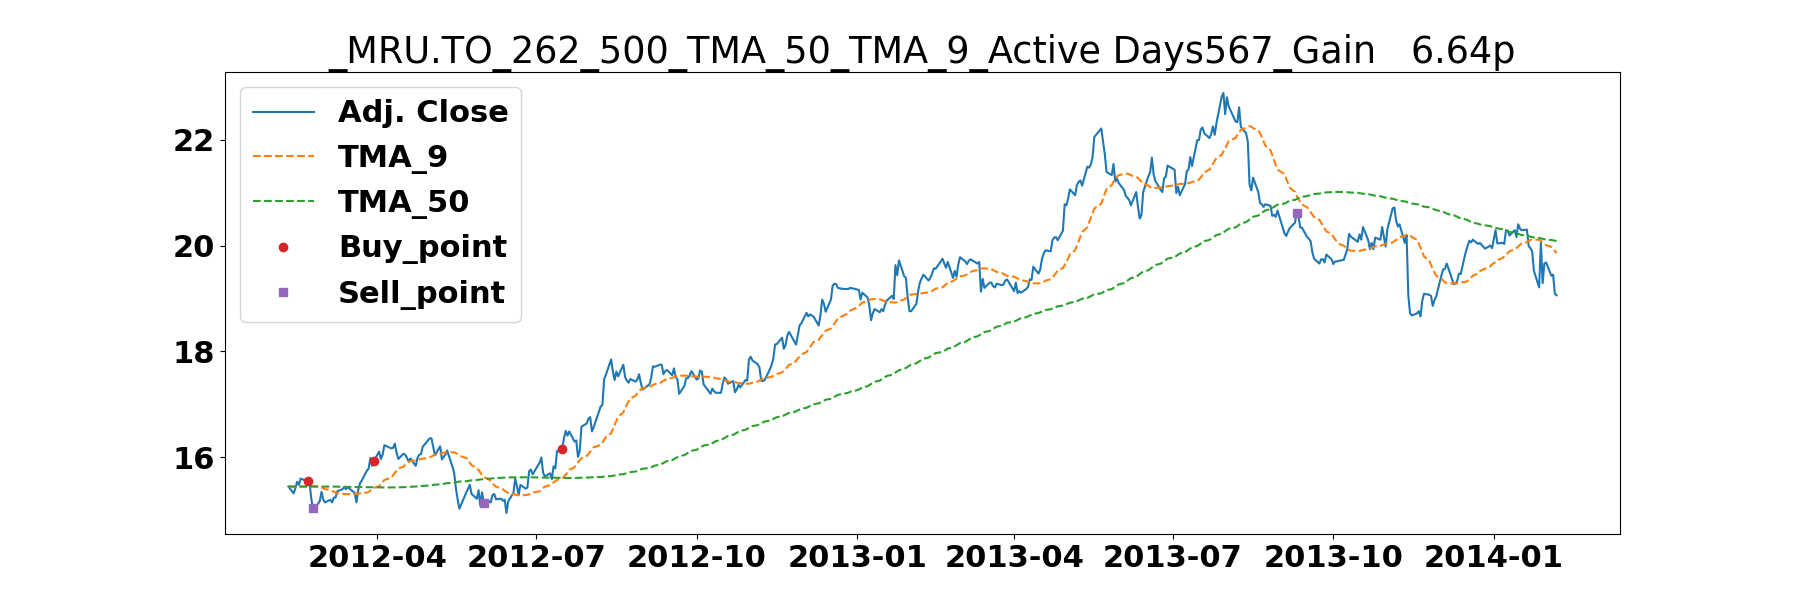 _MRU.TO_262_500_TMA_50_TMA_9_Active Days567_Gain   6.64p
Adj. Close
TMA_9
TMA_50
Buy_point
Sell_point
22
20
18
16
2012-04 2012-07 2012-10 2013-01 2013-04 2013-07 2013-10 2014-01